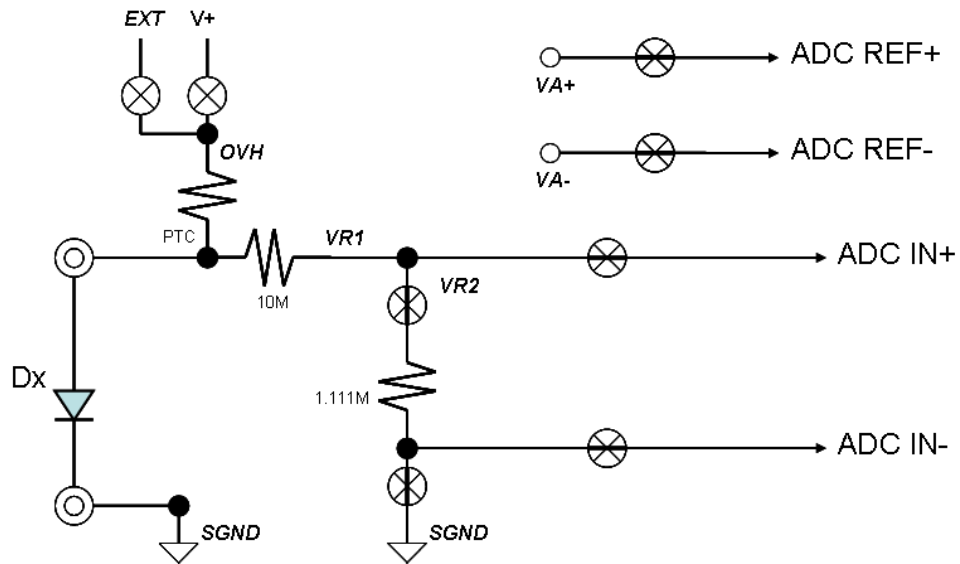 EXT V+
ADC REF+
VA+
OVH
ADC REF-
VA-
PTC
VR1
ADC IN+
10M
VR2
Dx
1.111M
ADC IN-
SGND
SGND